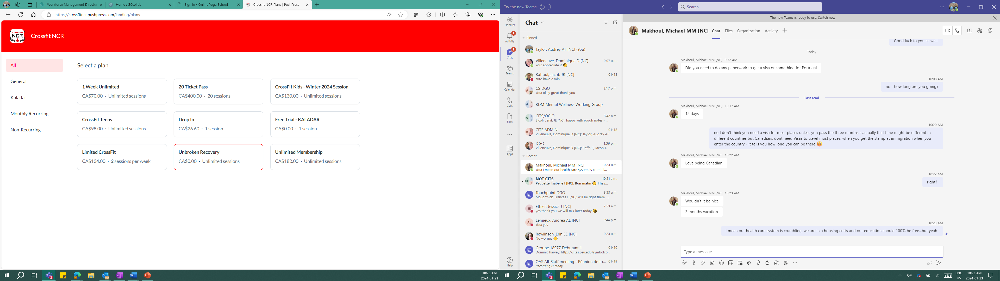 Workforce Management Directo
Home : GCcollab
Sign In - Online Yoga School
Crossfit NCR Plans | PushPress
https://crossfitncr.pushpress.com/landing/plans
CROSSFIT
NCR
Crossfit NCR
All
General
Kaladar
Monthly Recurring
Non-Recurring
Select a plan
1 Week Unlimited
CA$70.00 · Unlimited sessions
20 Ticket Pass
CA$400.00 · 20 sessions
CrossFit Kids - Winter 2024 Session
CA$130.00 · Unlimited sessions
CrossFit Teens
CA$98.00 · Unlimited sessions
Drop In
CA$26.60 · 1 session
Free Trial - KALADAR
CA$0.00 · 1 session
Limited CrossFit
CA$134.00 · 2 sessions per week
Unbroken Recovery
CA$0.00 · Unlimited sessions
Unlimited Membership
CA$182.00 · Unlimited sessions
10:23 AM
2024-01-23
Try the new Teams
Search
The new Teams is ready to use. Switch now
Donate!
Activity
1
Chat
1
Teams
Calendar
Calls
Files
Apps
Help
Chat
Pinned
Taylor, Audrey AT [NC] (You)
Villeneuve, Dominique D [NC] 10:07 a.m.
You: appreciate it 😊
Raffoul, Jacob JR [NC] 01-18
sure have 2 min
CS DGO 3:17 p.m.
You: okay great thank you
BDM Mental Wellness Working Group
CITS/OCIO 8:42 a.m.
Sicoli, Janik JE [NC]: happy with rough notes - ...
CITS ADMIN 01-18
Villeneuve, Dominique D [NC]: Taylor, Audrey AT...
DGO 1:56 p.m.
Villeneuve, Dominique D [NC]: Raffoul, Jacob J...
Recent
Makhoul, Michael MM [NC] 10:23 a.m.
You: I mean our health care system is crumbli...
KD
NOT CITS 10:21 a.m.
Paquette, Isabelle I [NC]: Bon matin 😊 I hav...
Touchpoint DGO 8:33 a.m.
McCormick, Frances F [NC]: will be right there ....
JE
Ethier, Jessica J [NC] 7:53 a.m.
yes thank you we will talk later today 😊
AL
Lemieux, Andrea AL [NC] 3:44 p.m.
You: yes
Rowlinson, Erin EE [NC] 10:23 a.m.
No worries 😊
Groupe 18977 Débutant 1 01-19
Dominic harvey: https://sites.psu.edu/symbolco...
OAS All-Staff meeting - Réunion de to... 01-19
Recording is ready
Makhoul, Michael MM [NC] Chat Files Organization Activity
Good luck to you as well.
Today
Makhoul, Michael MM [NC] 9:32 AM
Did you need to do any paperwork to get a visa or something for Portugal
10:08 AM
no - how long are you going?
Last read
Makhoul, Michael MM [NC] 10:17 AM
12 days
10:20 AM
no I don't think you need a visa for most places unless you pass the three months - actually that time might be different in
different countries but Canadians dont need Visas to travel most places. when you get the stamp at immigration when you
enter the country - it tells you how long you can be there 😀
Makhoul, Michael MM [NC] 10:22 AM
Love being Canadian
10:22 AM
right?
Makhoul, Michael MM [NC] 10:23 AM
Wouldn't it be nice
3 months vacation
10:23 AM
I mean our health care system is crumbling, we are in a housing crisis and our education should 100% be free...but yeah
Type a message
ENG
US
10:23 AM
2024-01-23